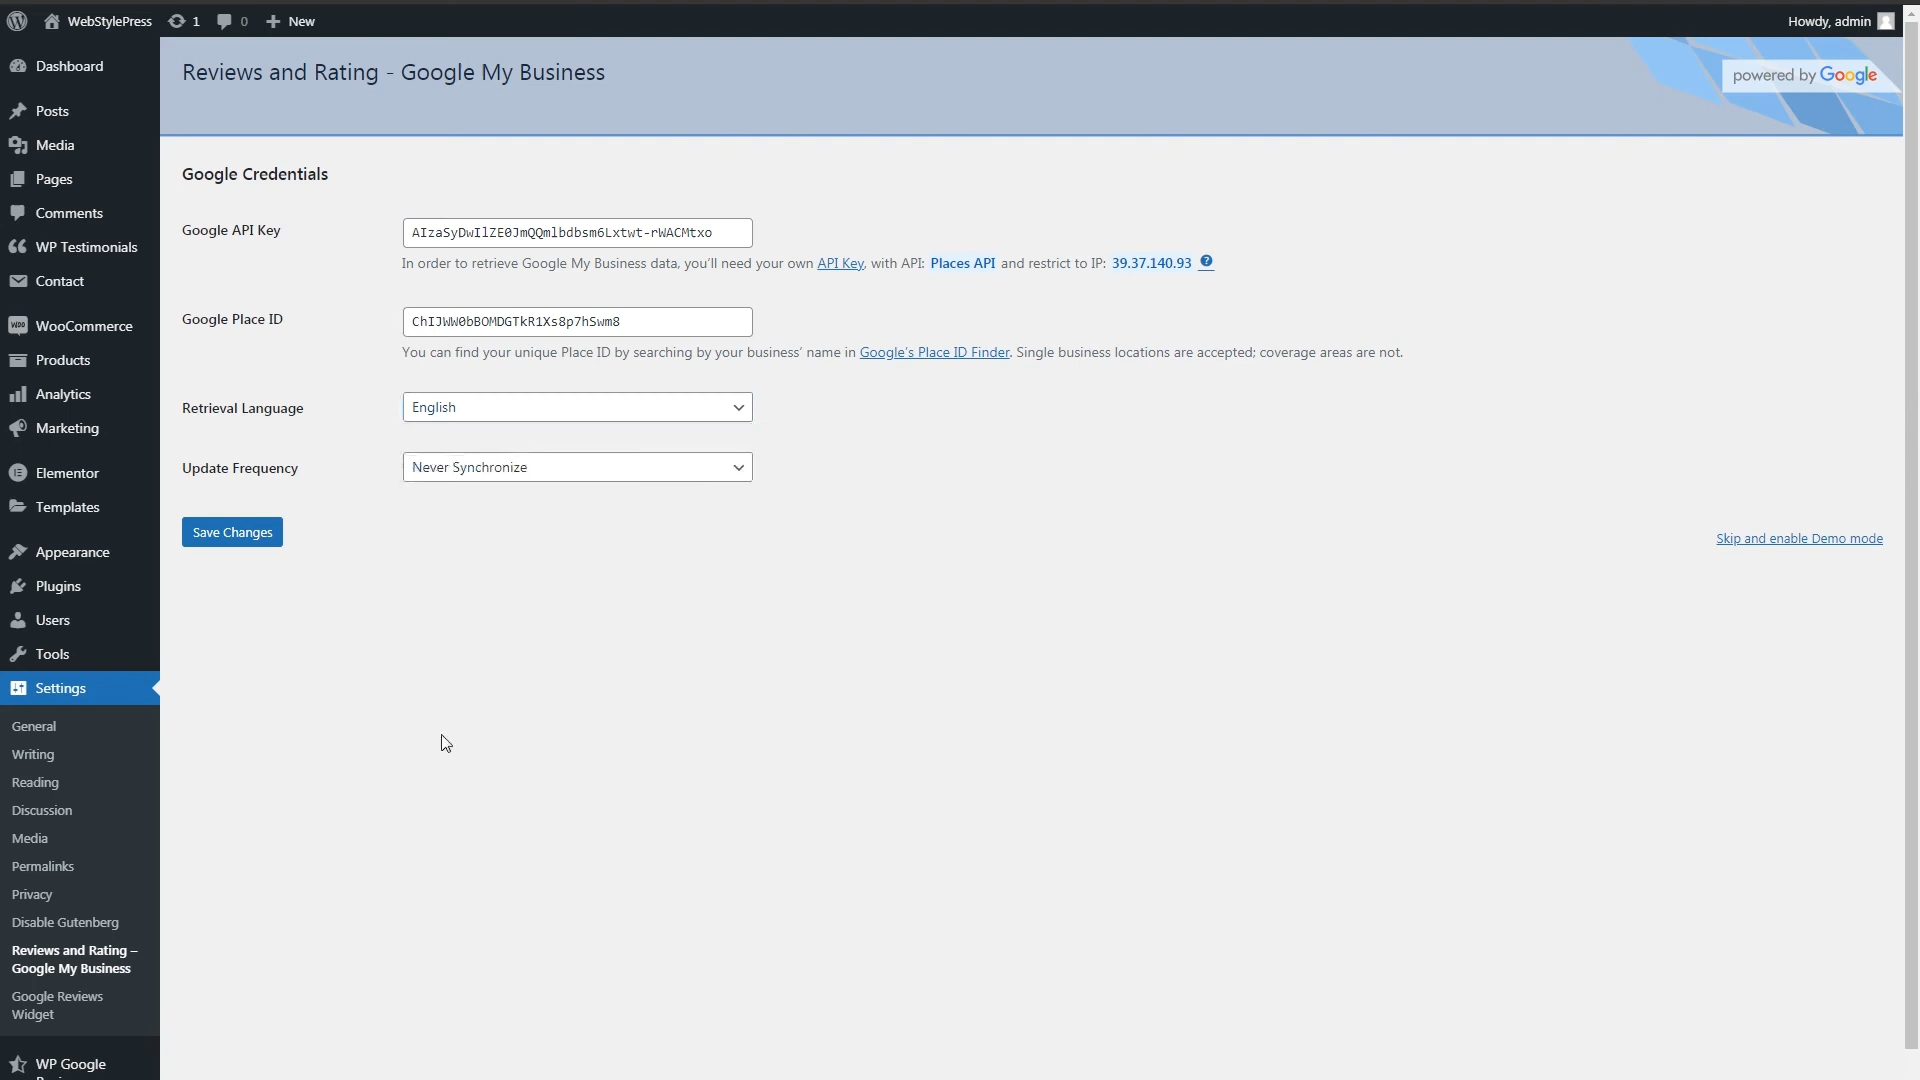 WebStylePress 1 0 New
Howdy, admin
Dashboard
Posts
Media
Pages
Comments
WP Testimonials
Contact
WooCommerce
Products
Analytics
Marketing
Elementor
Templates
Appearance
Plugins
Users
Tools
Settings
General
Writing
Reading
Discussion
Media
Permalinks
Privacy
Disable Gutenberg
Reviews and Rating –
Google My Business
Google Reviews
Widget
WP Google
Reviews and Rating - Google My Business
powered by Google
Google Credentials
Google API Key
AIzaSyDwIlZE0JmQQmlbdbsm6Lxtwt-rWACMtxo
In order to retrieve Google My Business data, you'll need your own API Key, with API: Places API and restrict to IP: 39.37.140.93 ?
Google Place ID
ChIJWW0bBOMDGTkR1Xs8p7hSwm8
You can find your unique Place ID by searching by your business' name in Google's Place ID Finder. Single business locations are accepted; coverage areas are not.
Retrieval Language
English
Update Frequency
Never Synchronize
Save Changes
Skip and enable Demo mode